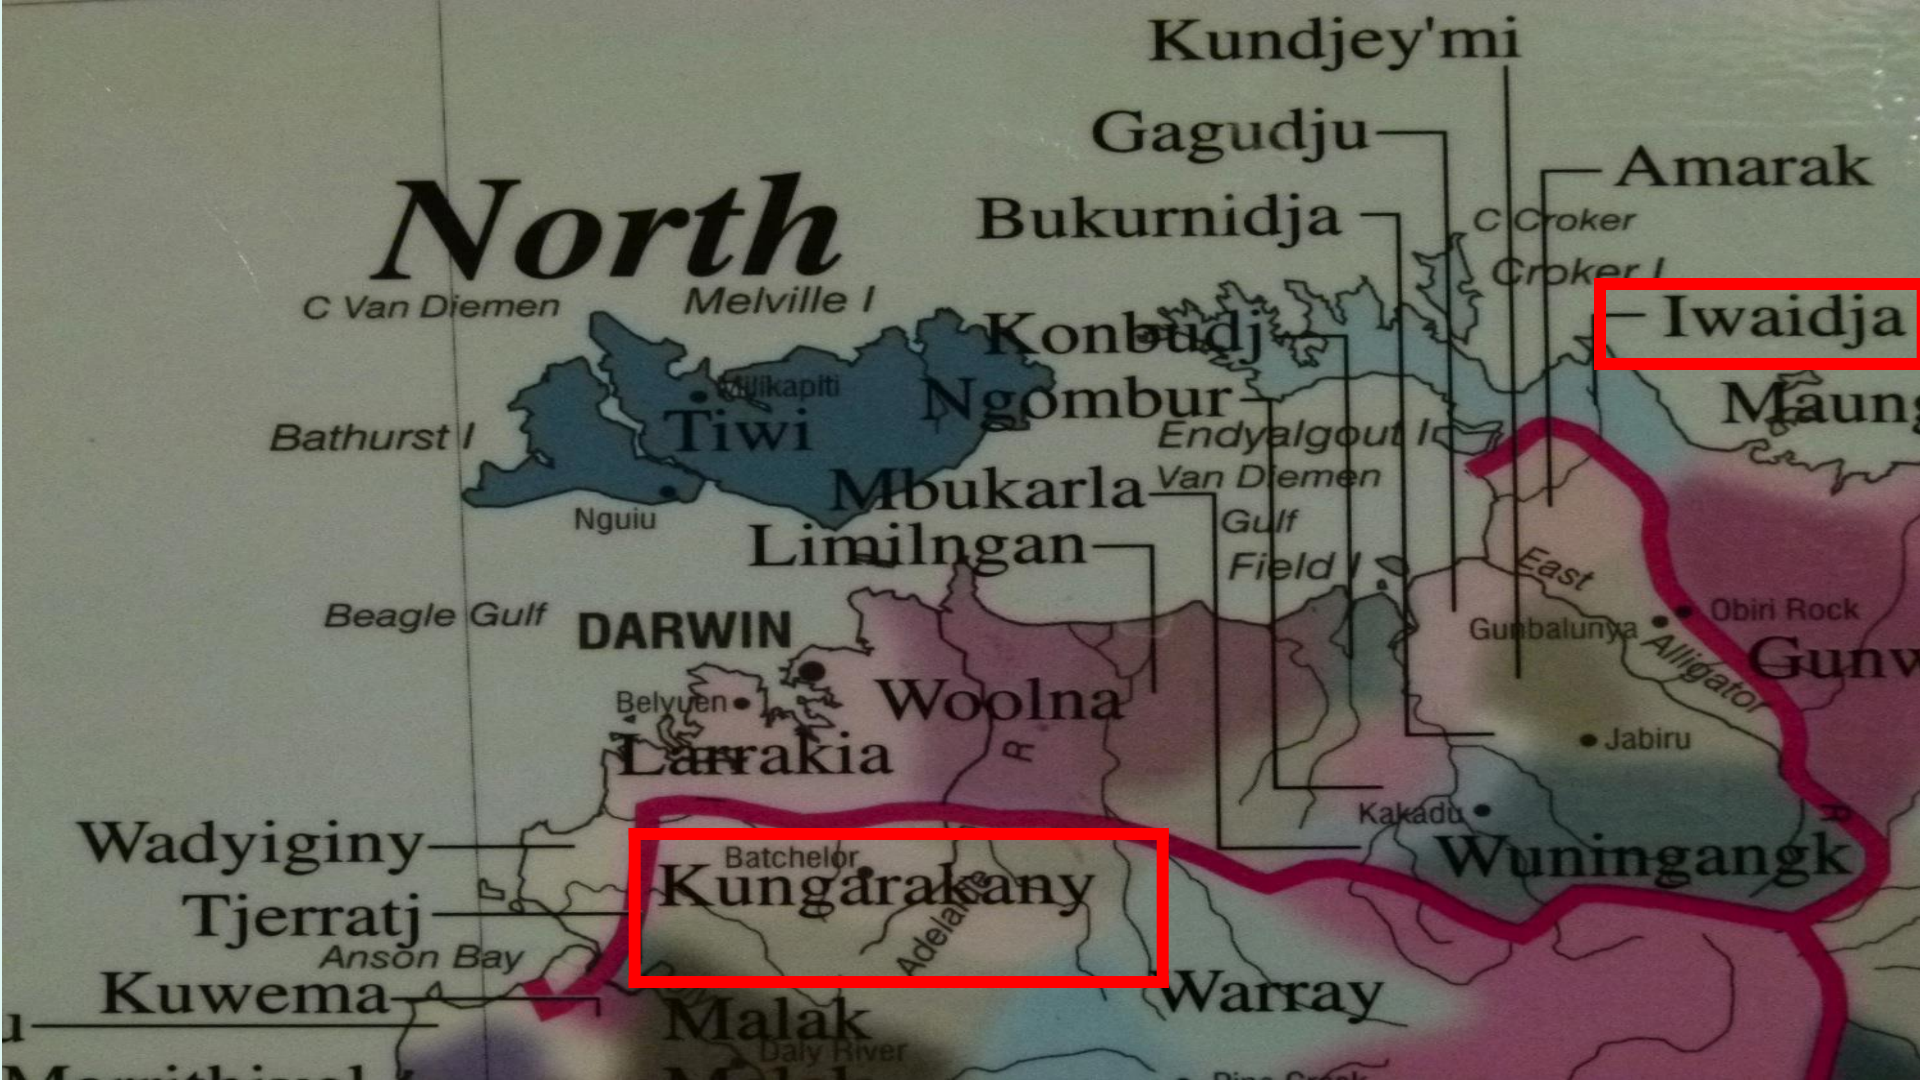 Kundjey'mi
Gagudju
Amarak
Bukurnidja
C Croker
North
Croker I
C Van Diemen
Melville I
Iwaidja
Konbudj
Milikapiti
Ngombur
Tiwi
Bathurst I
Endyalgout I
Mbukarla
Van Diemen
Gulf
Nguiu
Limilngan
Field I
East
Alligator
R
Beagle Gulf
DARWIN
Obiri Rock
Gunbalunya
Belyuen
Woolna
R
Jabiru
Larrakia
Kakadu
Wadyiginy
Batchelor
Wuningangk
Kungarakany
Adelaide
Tjerratj
Anson Bay
Kuwema
Warray
Malak
Daly River